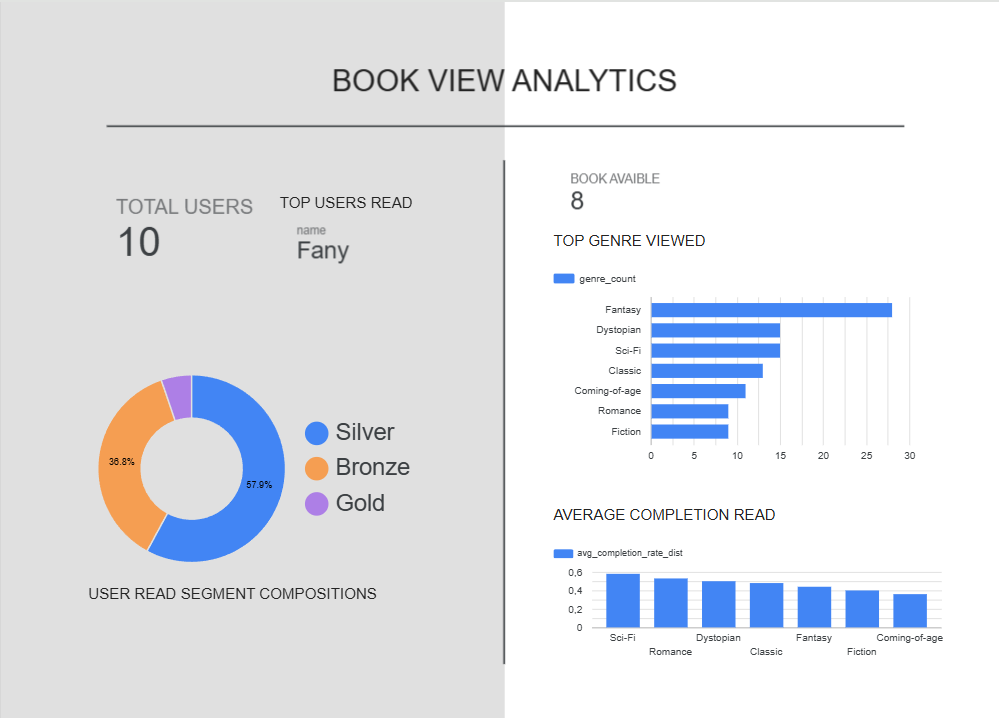 BOOK VIEW ANALYTICS
TOTAL USERS
10
TOP USERS READ
name
Fany
36.8%
57.9%
Silver
Bronze
Gold
USER READ SEGMENT COMPOSITIONS
BOOK AVAIBLE
8
TOP GENRE VIEWED
genre_count
Fantasy
Dystopian
Sci-Fi
Classic
Coming-of-age
Romance
Fiction
0 5 10 15 20 25 30
AVERAGE COMPLETION READ
avg_completion_rate_dist
0,6
0,4
0,2
0
Sci-Fi Dystopian Fantasy Coming-of-age
Romance Classic Fiction